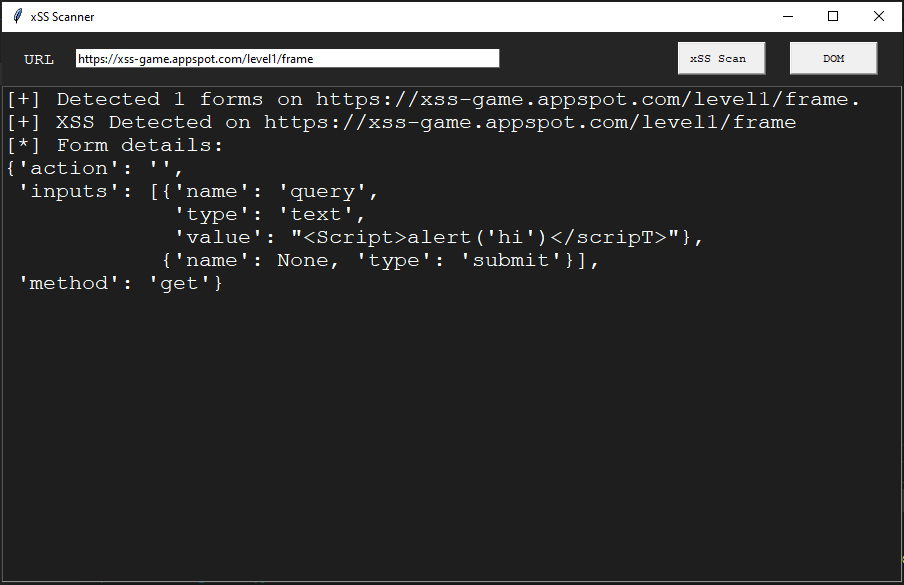 xSS Scanner
URL https://xss-game.appspot.com/level1/frame xSS Scan DOM
[+] Detected 1 forms on https://xss-game.appspot.com/level1/frame.
[+] XSS Detected on https://xss-game.appspot.com/level1/frame
[*] Form details:
{'action': '',
 'inputs': [{'name': 'query',
             'type': 'text',
             'value': "<Script>alert('hi')</scripT>"},
            {'name': None, 'type': 'submit'}],
 'method': 'get'}